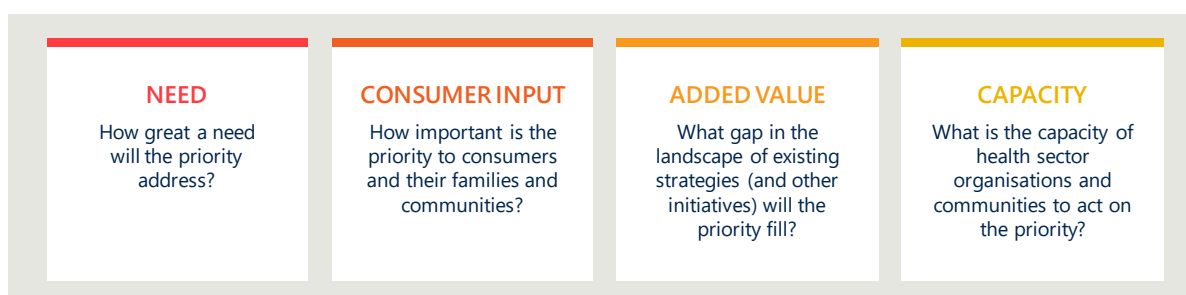 NEED
How great a need
will the priority
address?
CONSUMER INPUT
How important is the
priority to consumers
and their families and
communities?
ADDED VALUE
What gap in the
landscape of existing
strategies (and other
initiatives) will the
priority fill?
CAPACITY
What is the capacity of
health sector
organisations and
communities to act on
the priority?